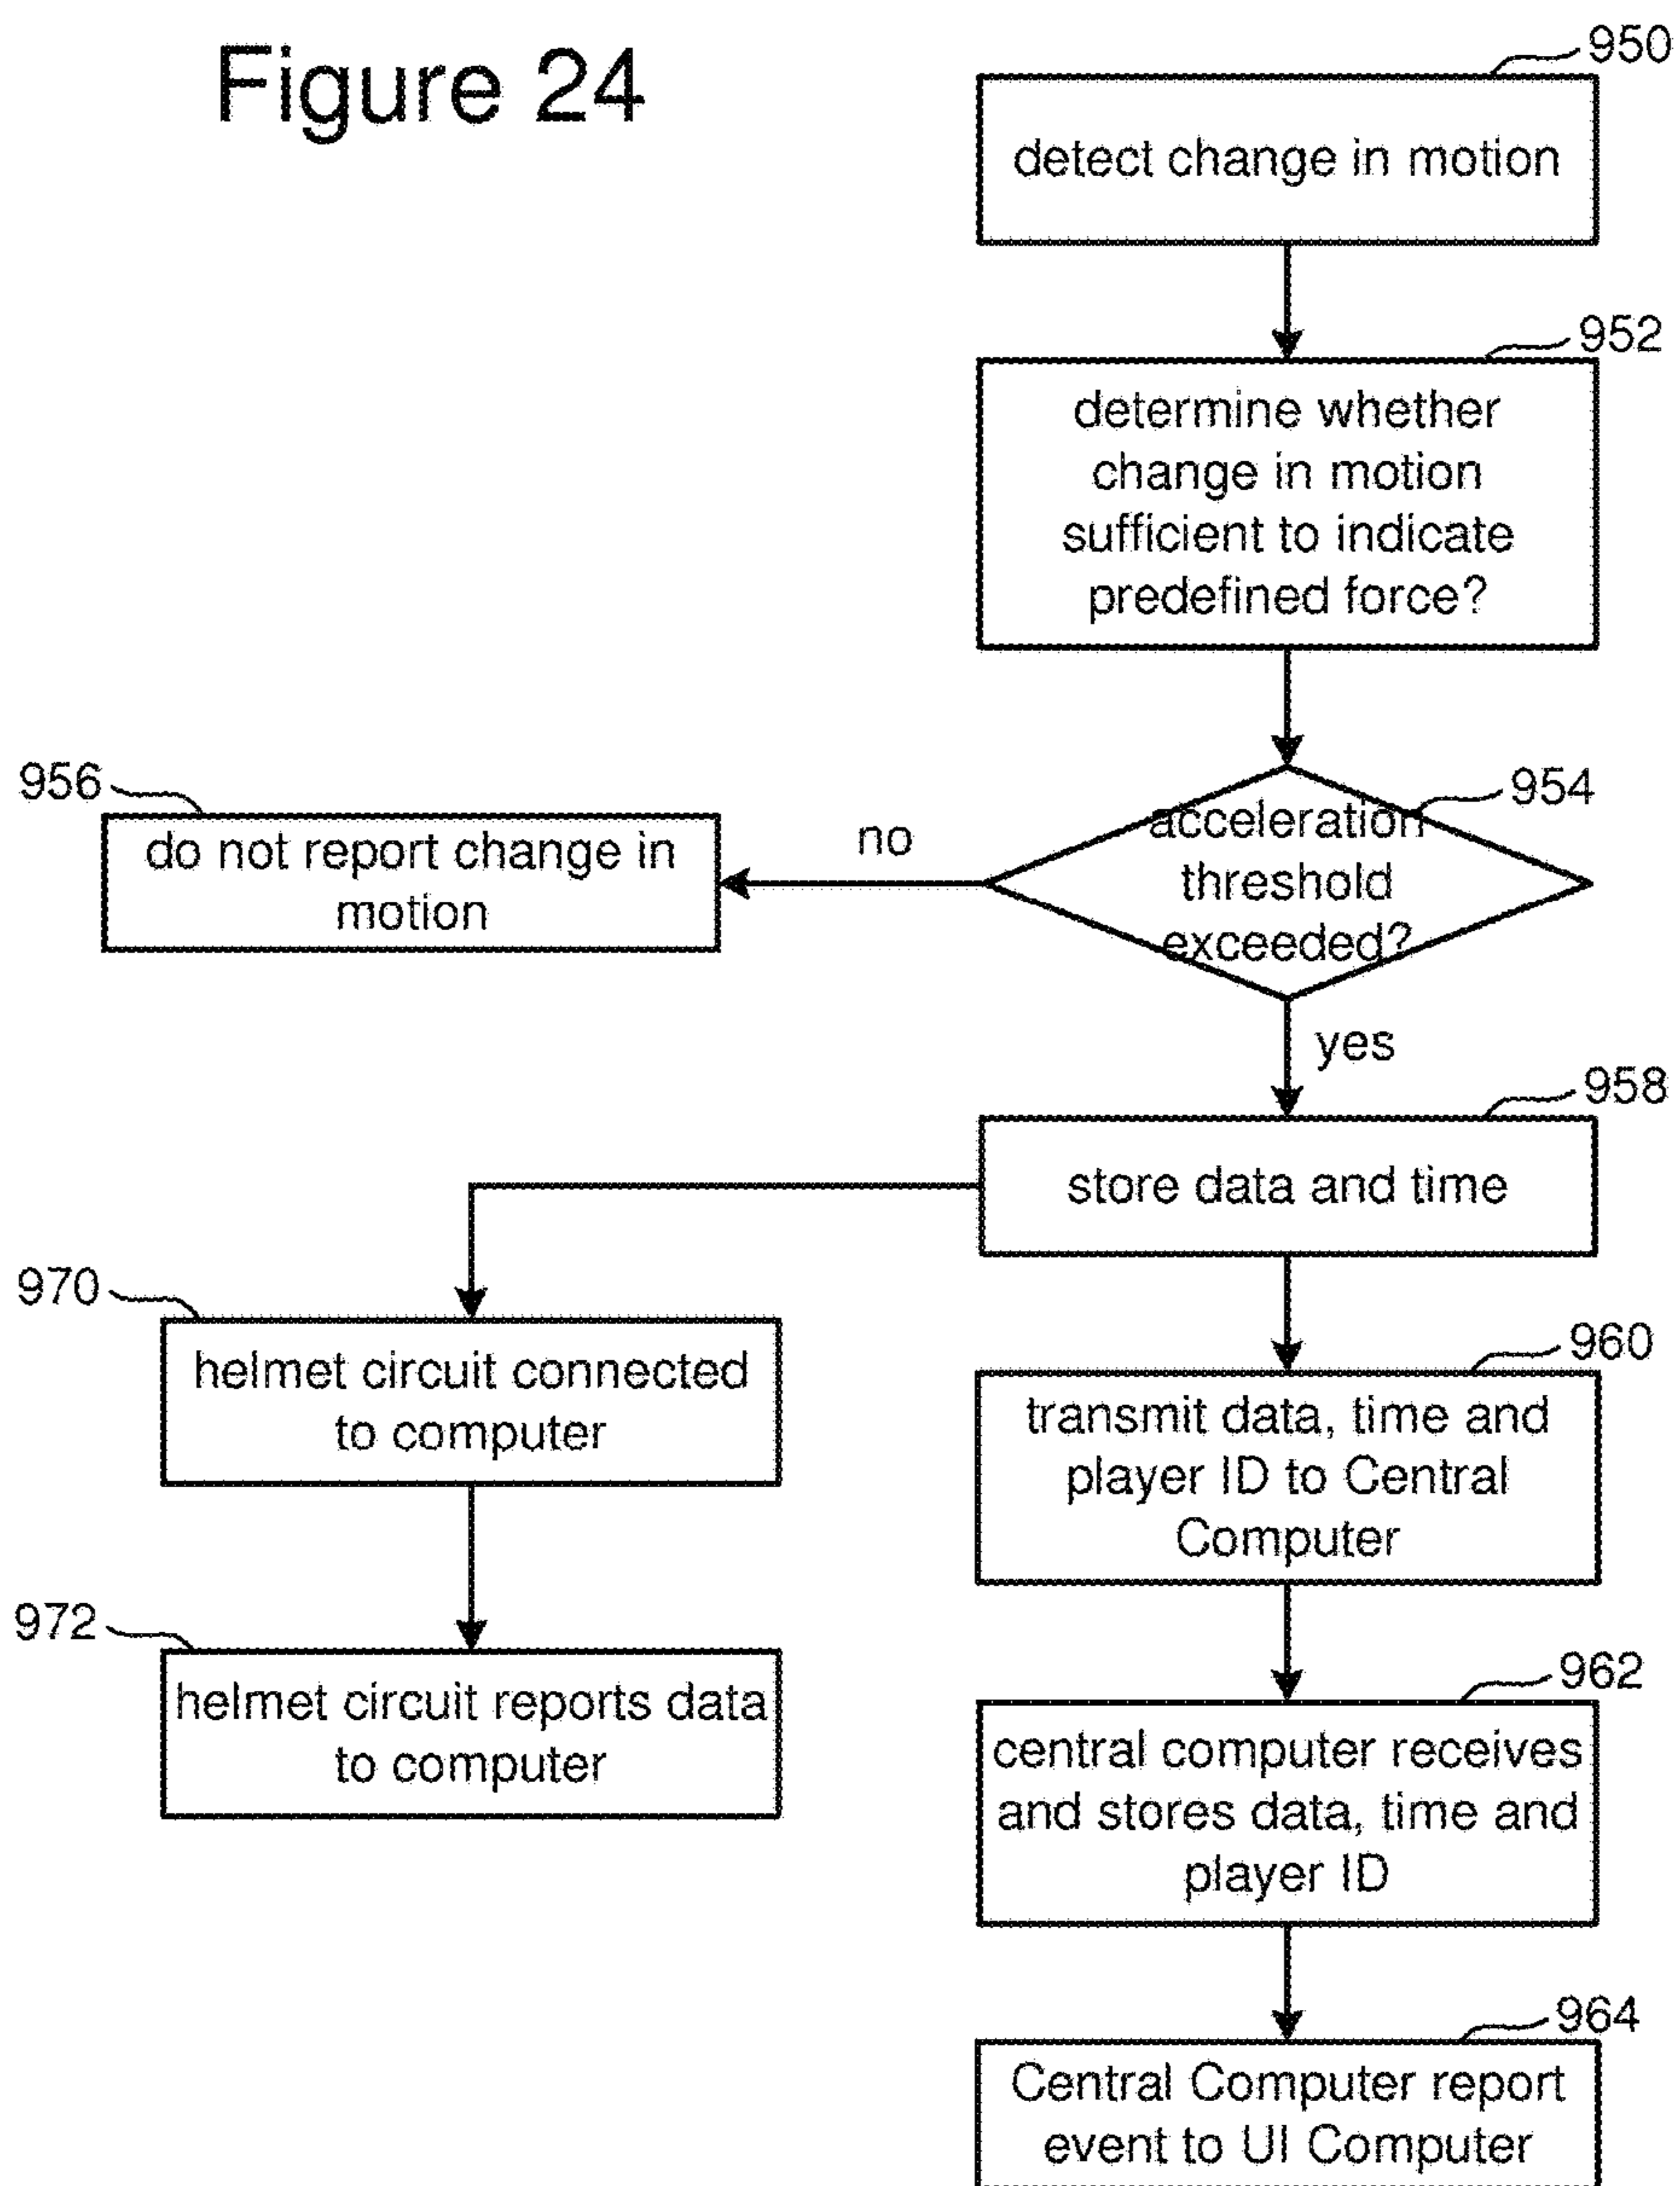 Figure 24
950
detect change in motion
952
determine whether
change in motion
sufficient to indicate
predefined force?
954
acceleration
threshold
exceeded?
no
956
do not report change in
motion
yes
958
store data and time
970
helmet circuit connected
to computer
972
helmet circuit reports data
to computer
960
transmit data, time and
player ID to Central
Computer
962
central computer receives
and stores data, time and
player ID
964
Central Computer report
event to UI Computer